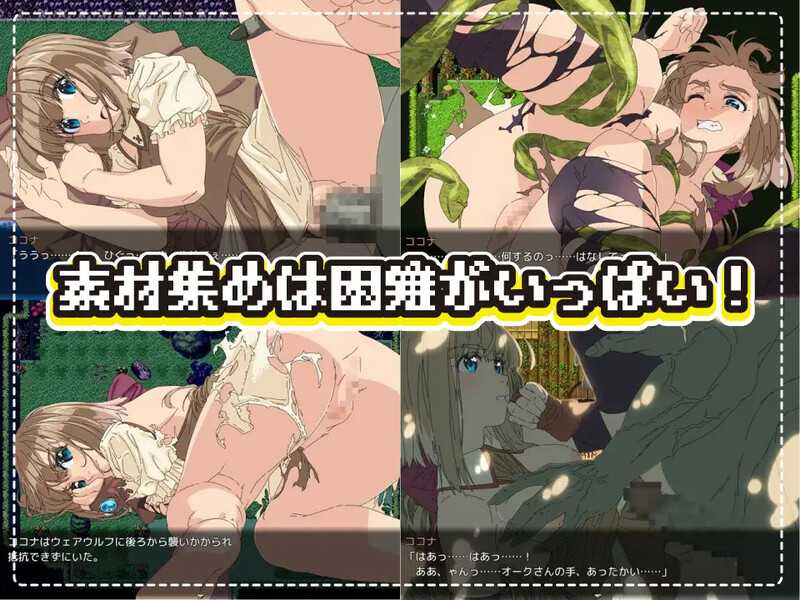 ココナ
「ううっ……
ココナ
何するのっ……はなして
素材集めは困難がいっぱい！
ココナはウェアウルフに後ろから襲いかかられ
抵抗できずにいた。
ココナ
「はあっ……はあっ……！
ああ、ゃんっ……オークさんの手、あったかい……」